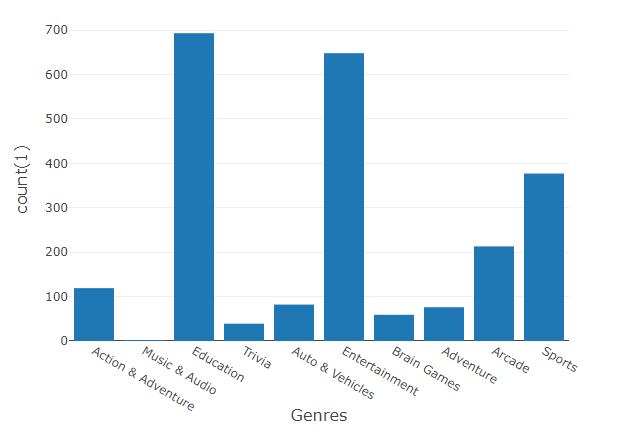 700
600
500
400
300
200
100
0
count(1)
Action & Adventure
Music & Audio
Education
Trivia
Auto & Vehicles
Entertainment
Brain Games
Adventure
Arcade
Sports
Genres